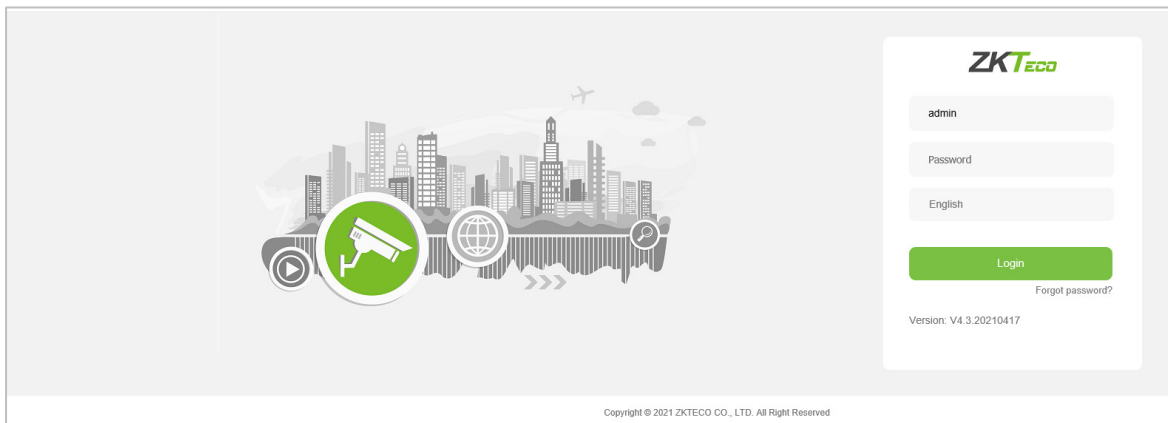 ZKTeco
admin
Password
English
Login
Forgot password?
Version: V4.3.20210417
Copyright © 2021 ZKTECO CO., LTD. All Right Reserved